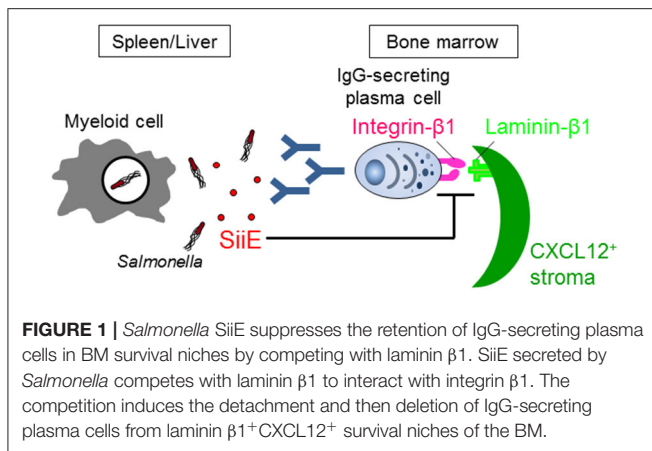 Spleen/Liver
Bone marrow
IgG-secreting
plasma cell
Myeloid cell
Integrin-β1
Laminin-β1
SiiE
Salmonella
CXCL12⁺
stroma
FIGURE 1 | Salmonella SiiE suppresses the retention of IgG-secreting plasma
cells in BM survival niches by competing with laminin β1. SiiE secreted by
Salmonella competes with laminin β1 to interact with integrin β1. The
competition induces the detachment and then deletion of IgG-secreting
plasma cells from laminin β1⁺CXCL12⁺ survival niches of the BM.